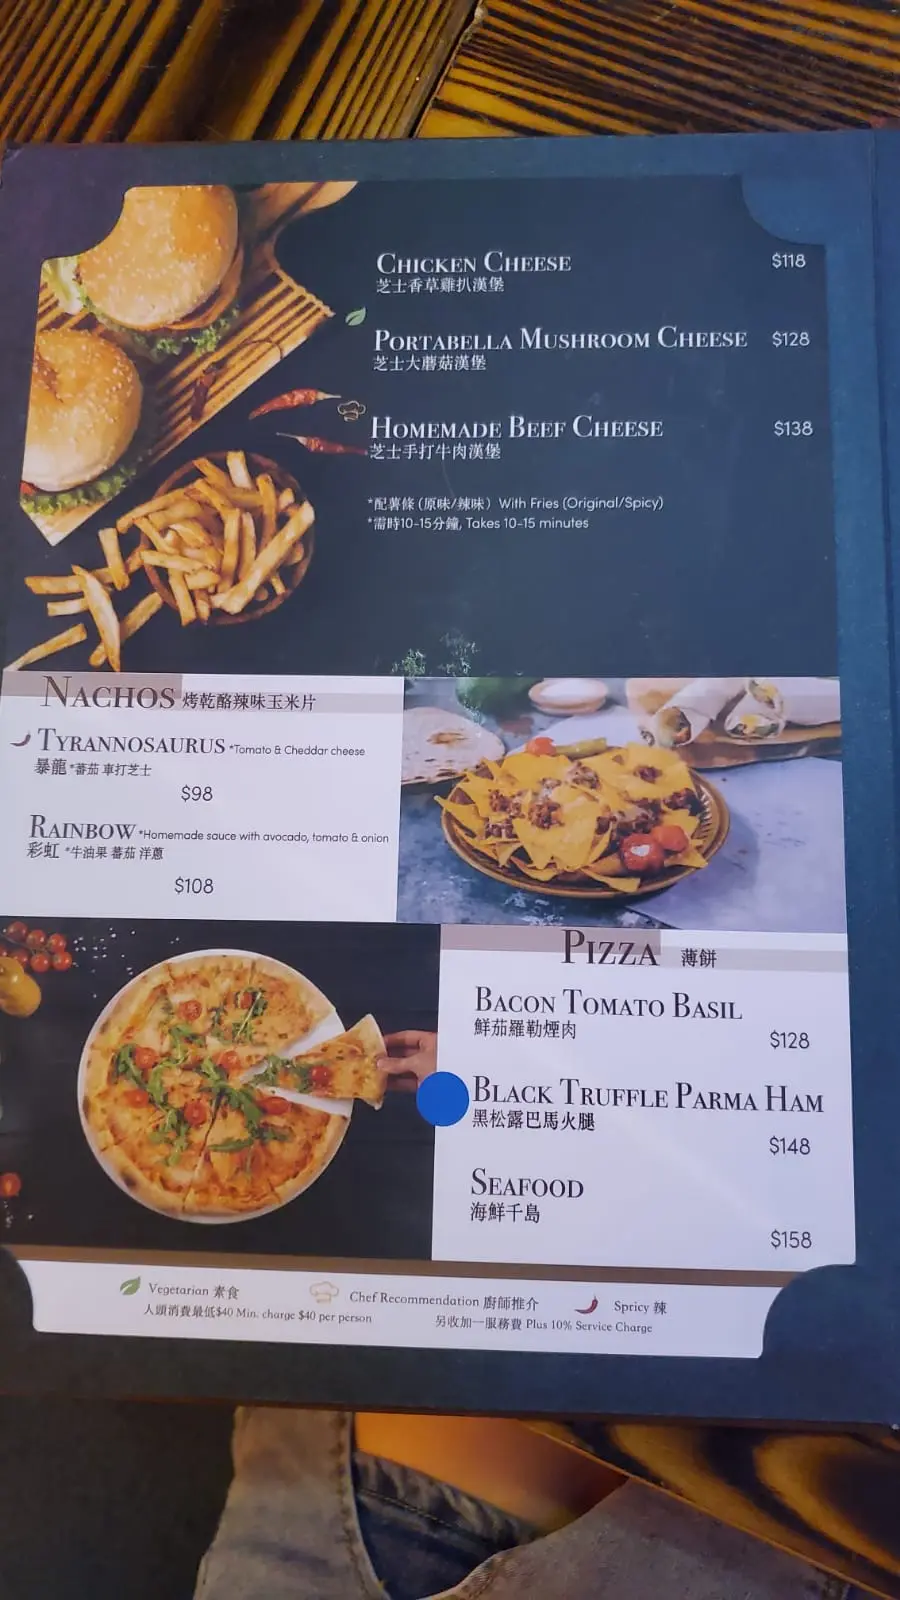 CHICKEN CHEESE $118
芝士香草雞扒漢堡
PORTABELLA MUSHROOM CHEESE $128
芝士大蘑菇漢堡
HOMEMADE BEEF CHEESE $138
芝士手打牛肉漢堡
*配薯條 (原味/辣味) With Fries (Original/Spicy)
*需時10-15分鐘, Takes 10-15 minutes
NACHOS 烤乾酪辣味玉米片
TYRANNOSAURUS *Tomato & Cheddar cheese
暴龍 *蕃茄 車打芝士
$98
RAINBOW *Homemade sauce with avocado, tomato & onion
彩虹 *牛油果 蕃茄 洋蔥
$108
PIZZA 薄餅
BACON TOMATO BASIL
鮮茄羅勒煙肉
$128
BLACK TRUFFLE PARMA HAM
黑松露巴馬火腿
$148
SEAFOOD
海鮮千島
$158
Vegetarian 素食 Chef Recommendation 廚師推介 Spricy 辣
人頭消費最低$40 Min. charge $40 per person 另收加一服務費 Plus 10% Service Charge